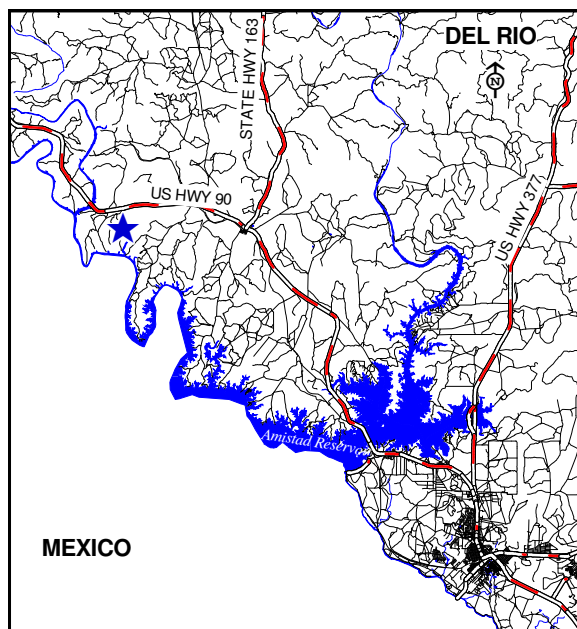 DEL RIO
N
STATE HWY 163
US HWY 90
US HWY 377
Amistad Reservoir
MEXICO